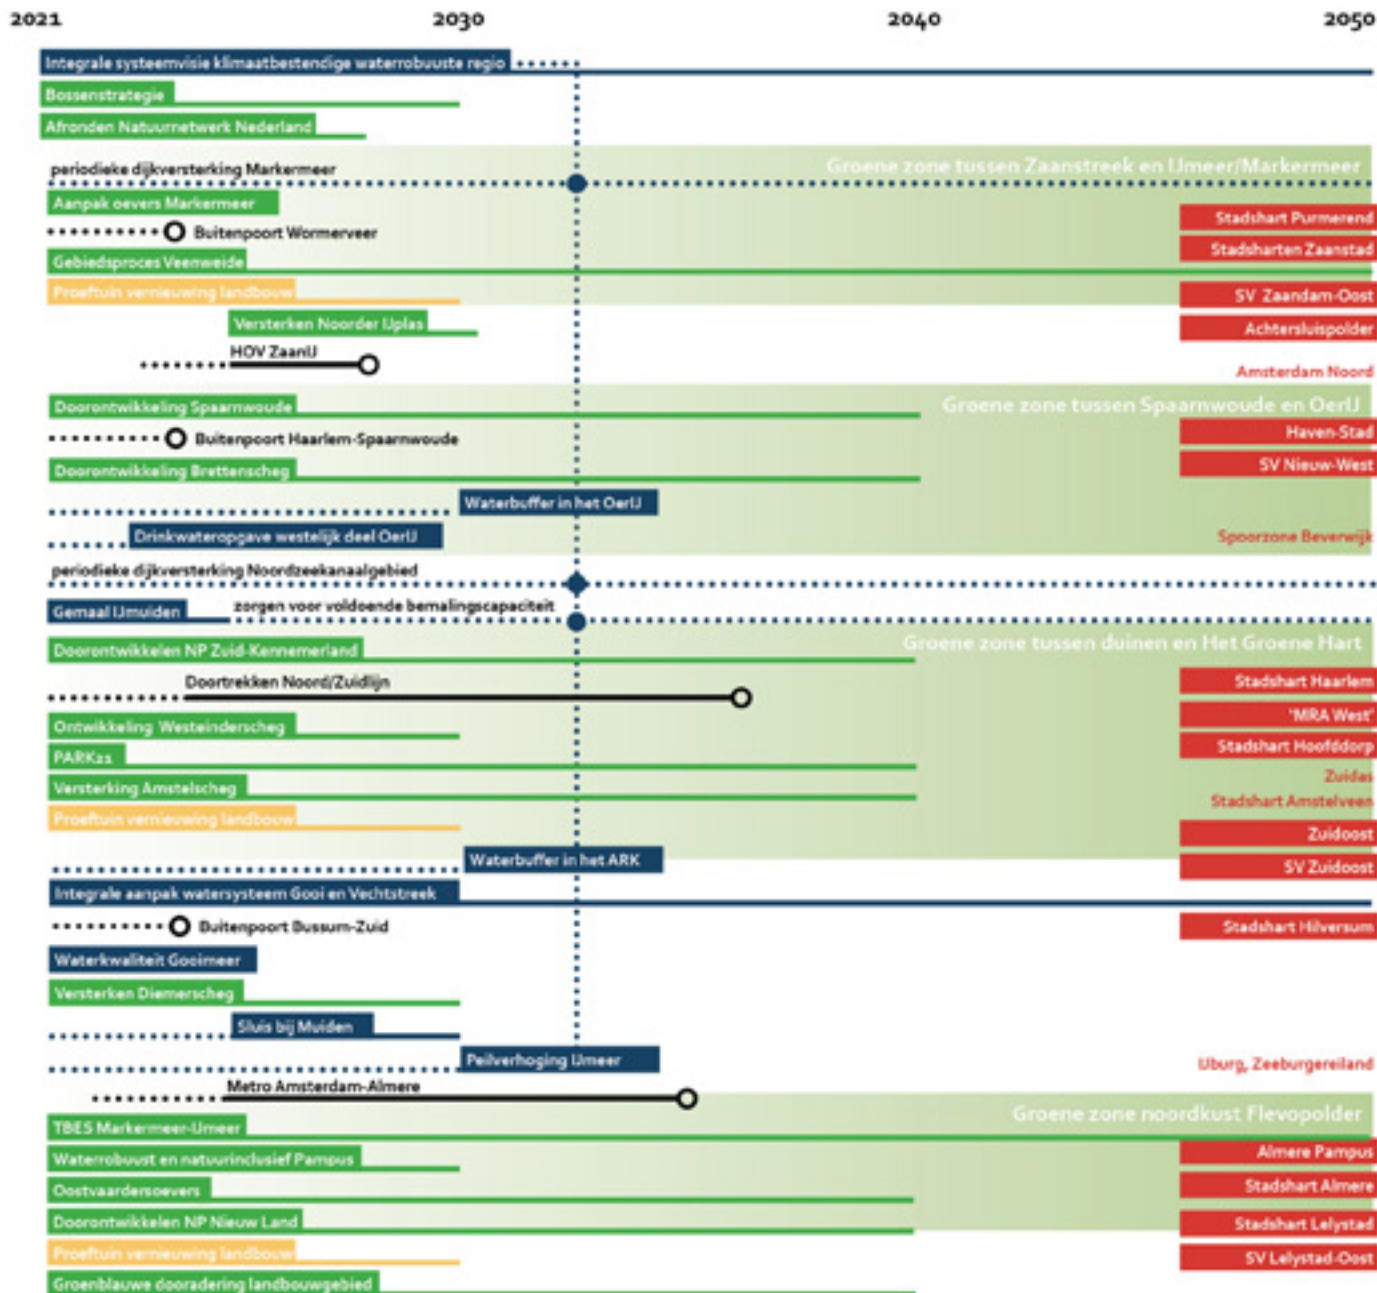 2021 2030 2040 2050
Integrale systeemvisie klimaatbestendige waterrobuuste regio
Bossenstrategie
Afronden Natuurnetwerk Nederland
periodieke dijkversterking Markermeer
Groene zone tussen Zaanstreek en IJmeer/Markermeer
Aanpak oevers Markermeer
Stadshart Purmerend
Buitenpoort Wormerveer
Stadsharten Zaanstad
Gebiedsproces Veenweide
Proeftuin vernieuwing landbouw
SV Zaandam-Oost
Versterken Noorder IJplas
Achtersluispolder
HOV ZaanIJ
Amsterdam Noord
Doorontwikkeling Spaarnwoude
Groene zone tussen Spaarnwoude en OerIJ
Buitenpoort Haarlem-Spaarnwoude
Haven-Stad
Doorontwikkeling Brettenscheg
SV Nieuw-West
Waterbuffer in het OerIJ
Drinkwateropgave westelijk deel OerIJ
Spoorzone Beverwijk
periodieke dijkversterking Noordzeekanaalgebied
Gemaal IJmuiden
zorgen voor voldoende bemalingscapaciteit
Doorontwikkelen NP Zuid-Kennemerland
Groene zone tussen duinen en Het Groene Hart
Doortrekken Noord/Zuidlijn
Stadshart Haarlem
Ontwikkeling Westeinderscheg
'MRA West'
PARK21
Stadshart Hoofddorp
Zuidas
Versterking Amstelscheg
Stadshart Amstelveen
Proeftuin vernieuwing landbouw
Zuidoost
Waterbuffer in het ARK
SV Zuidoost
Integrale aanpak watersysteem Gooi en Vechtstreek
Buitenpoort Bussum-Zuid
Stadshart Hilversum
Waterkwaliteit Gooimeer
Versterken Diemerscheg
Sluis bij Muiden
Peilverhoging IJmeer
IJburg, Zeeburgereiland
Metro Amsterdam-Almere
Groene zone noordkust Flevopolder
TBES Markermeer-IJmeer
Almere Pampus
Waterrobuust en natuurinclusief Pampus
Stadshart Almere
Oostvaardersoevers
Doorontwikkelen NP Nieuw Land
Stadshart Lelystad
Proeftuin vernieuwing landbouw
SV Lelystad-Oost
Groenblauwe dooradering landbouwgebied